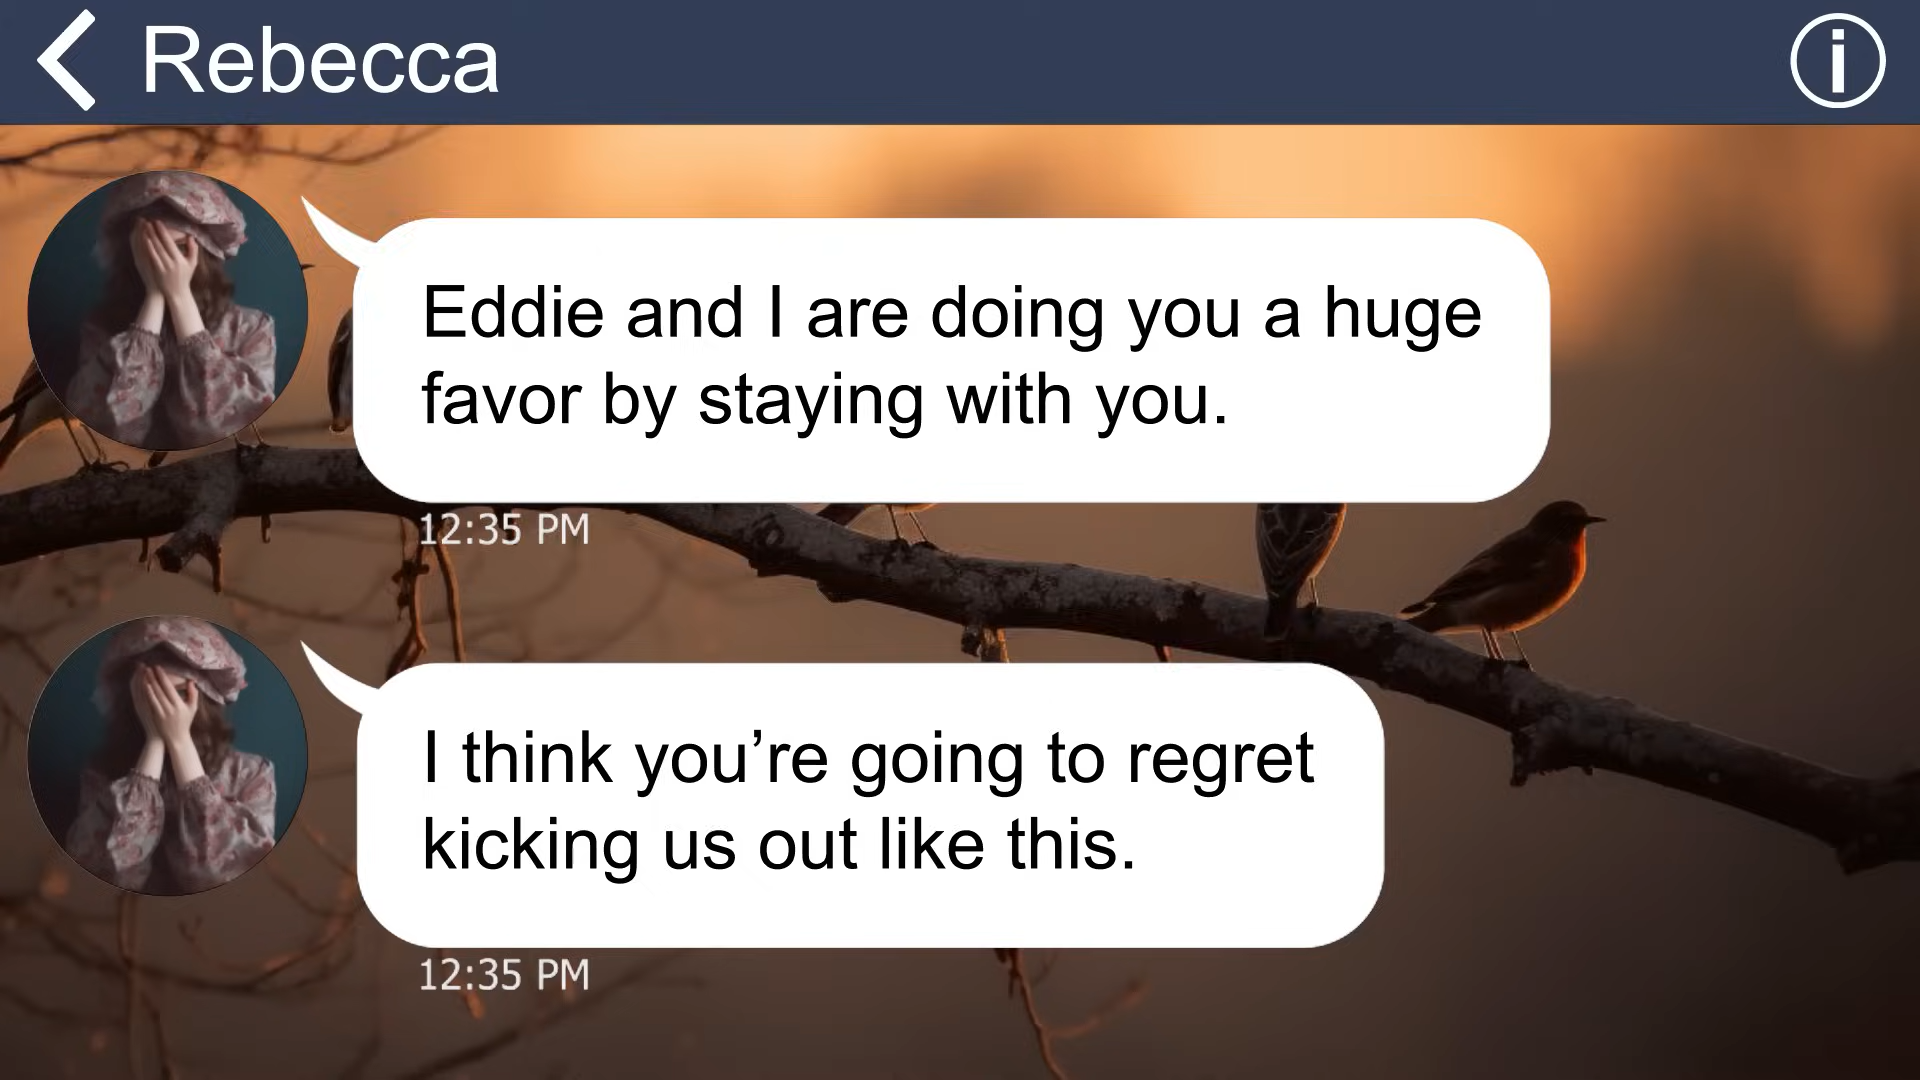 Rebecca
Eddie and I are doing you a huge
favor by staying with you.
12:35 PM
I think you’re going to regret
kicking us out like this.
12:35 PM